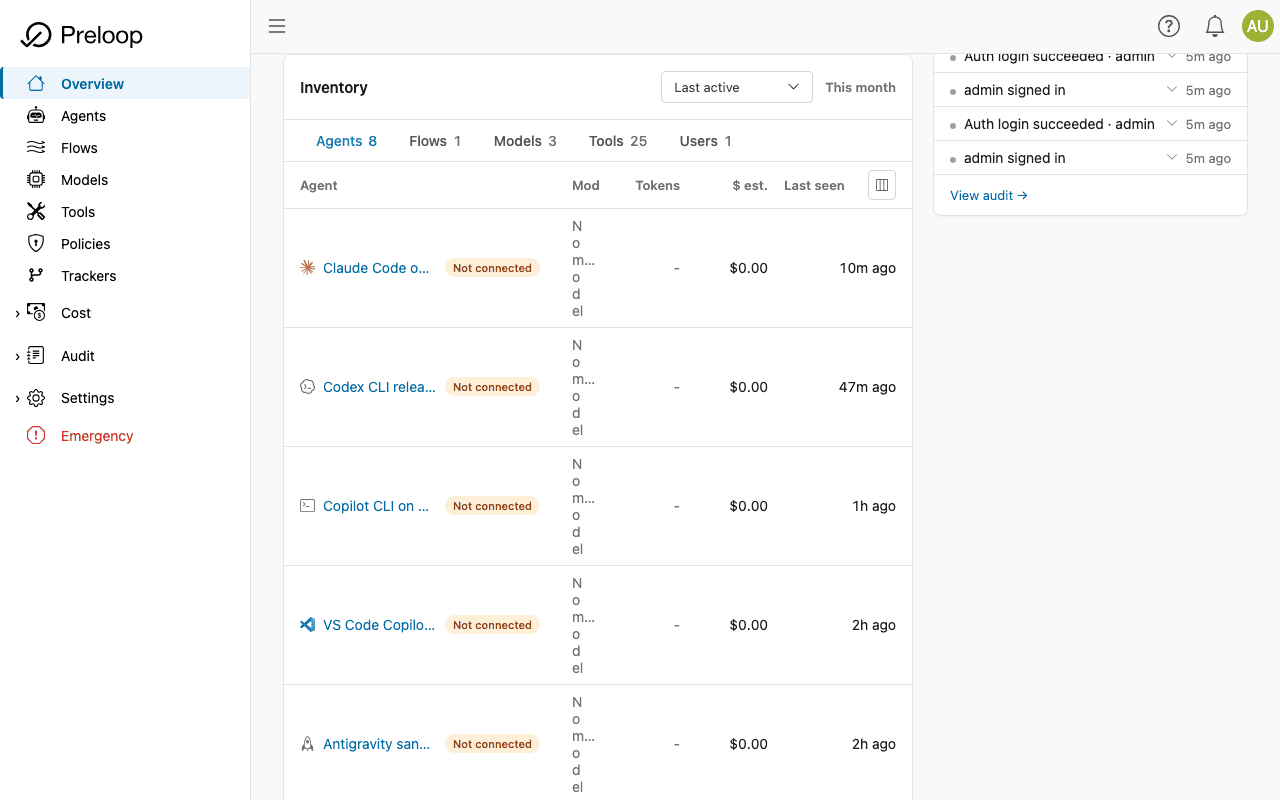 Preloop
AU
Overview
Agents
Flows
Models
Tools
Policies
Trackers
Cost
Audit
Settings
Emergency
Inventory
Last active
This month
Agents 8
Flows 1
Models 3
Tools 25
Users 1
Agent
Mod
Tokens
$ est.
Last seen
Claude Code o...
Not connected
N
o
m...
o
d
el
-
$0.00
10m ago
Codex CLI relea...
Not connected
N
o
m...
o
d
el
-
$0.00
47m ago
Copilot CLI on ...
Not connected
N
o
m...
o
d
el
-
$0.00
1h ago
VS Code Copilo...
Not connected
N
o
m...
o
d
el
-
$0.00
2h ago
Antigravity san...
Not connected
N
o
m...
o
d
el
-
$0.00
2h ago
Auth login succeeded · admin
5m ago
admin signed in
5m ago
Auth login succeeded · admin
5m ago
admin signed in
5m ago
View audit →